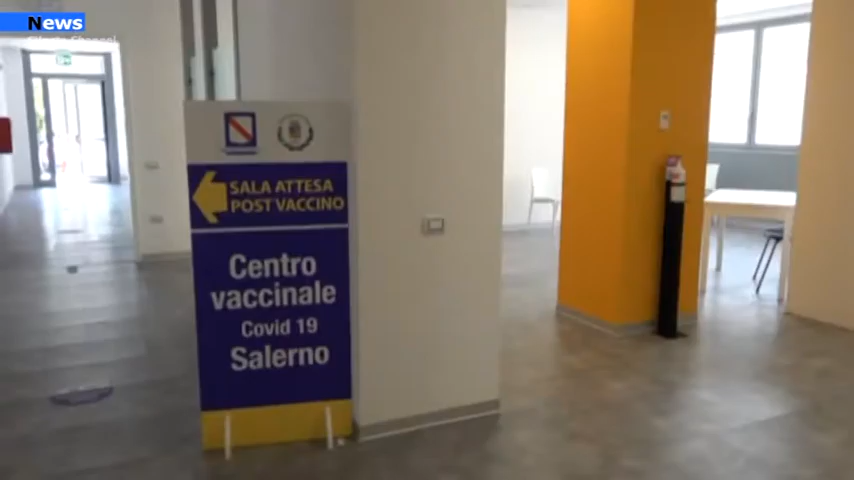 News
SALA ATTESA
POST VACCINO
Centro
vaccinale
Covid 19
Salerno